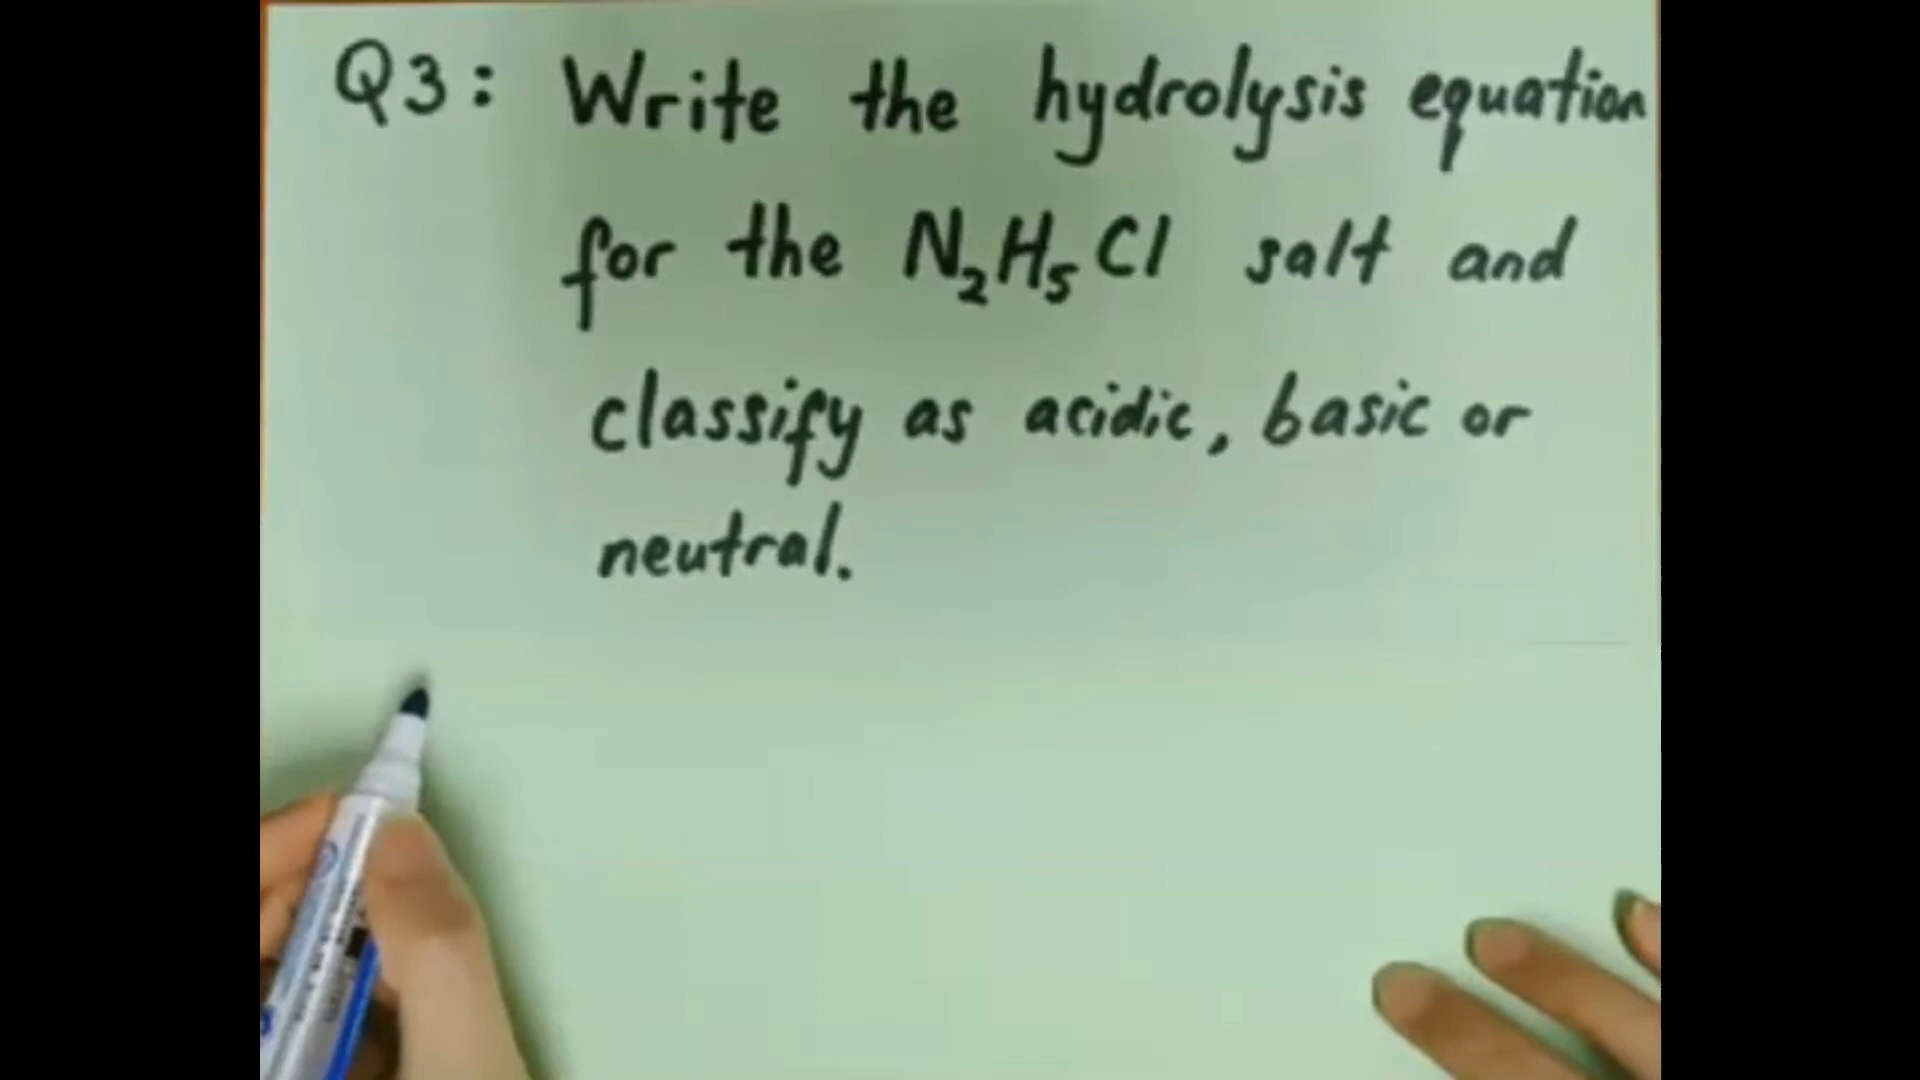 Q3: Write the hydrolysis equation
for the N₂H₅Cl salt and
classify as acidic, basic or
neutral.